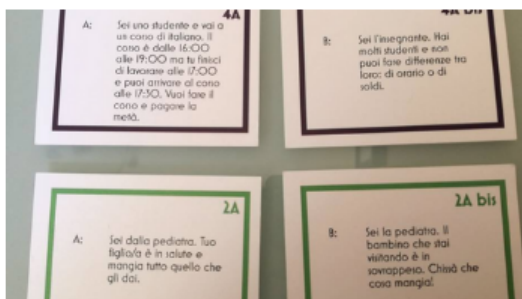 4A
A: Sei uno studente e vai a
un corso di italiano. Il
corso è dalle 16:00
alle 19:00 ma tu finisci
di lavorare alle 17:00
e puoi arrivare al corso
alle 17:30. Vuoi fare il
corso e pagare la
metà.
4A bis
B: Sei l'insegnante. Hai
molti studenti e non
puoi fare differenze tra
loro: di orario o di
soldi.
2A
A: Sei dalla pediatra. Tuo
figlio/a è in salute e
mangia tutto quello che
gli dai.
2A bis
B: Sei la pediatra. Il
bambino che stai
visitando è in
sovrappeso. Chissà che
cosa mangia!